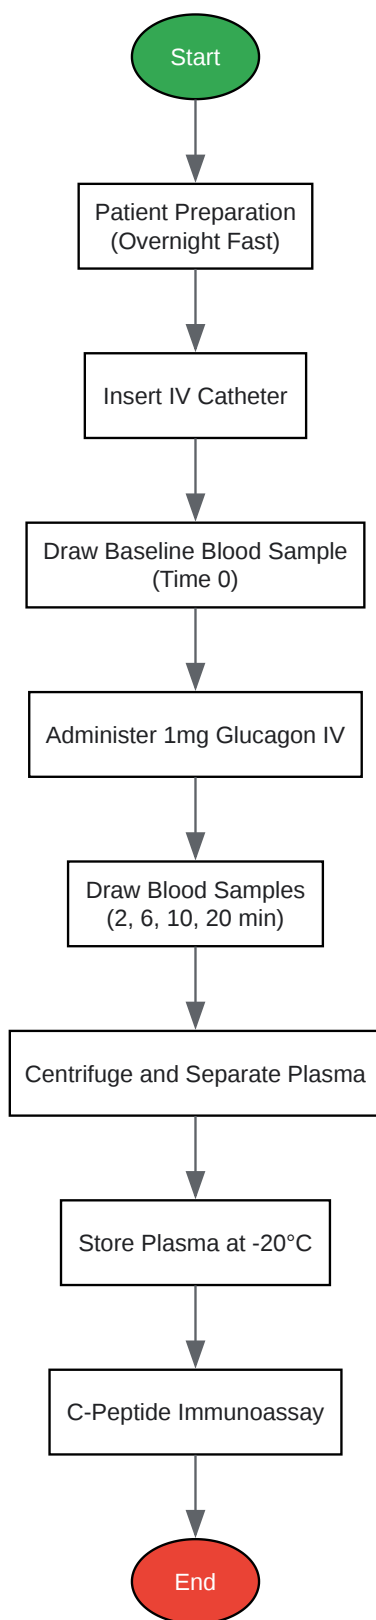 Start
Patient Preparation
(Overnight Fast)
Insert IV Catheter
Draw Baseline Blood Sample
(Time 0)
Administer 1mg Glucagon IV
Draw Blood Samples
(2, 6, 10, 20 min)
Centrifuge and Separate Plasma
Store Plasma at -20°C
C-Peptide Immunoassay
End